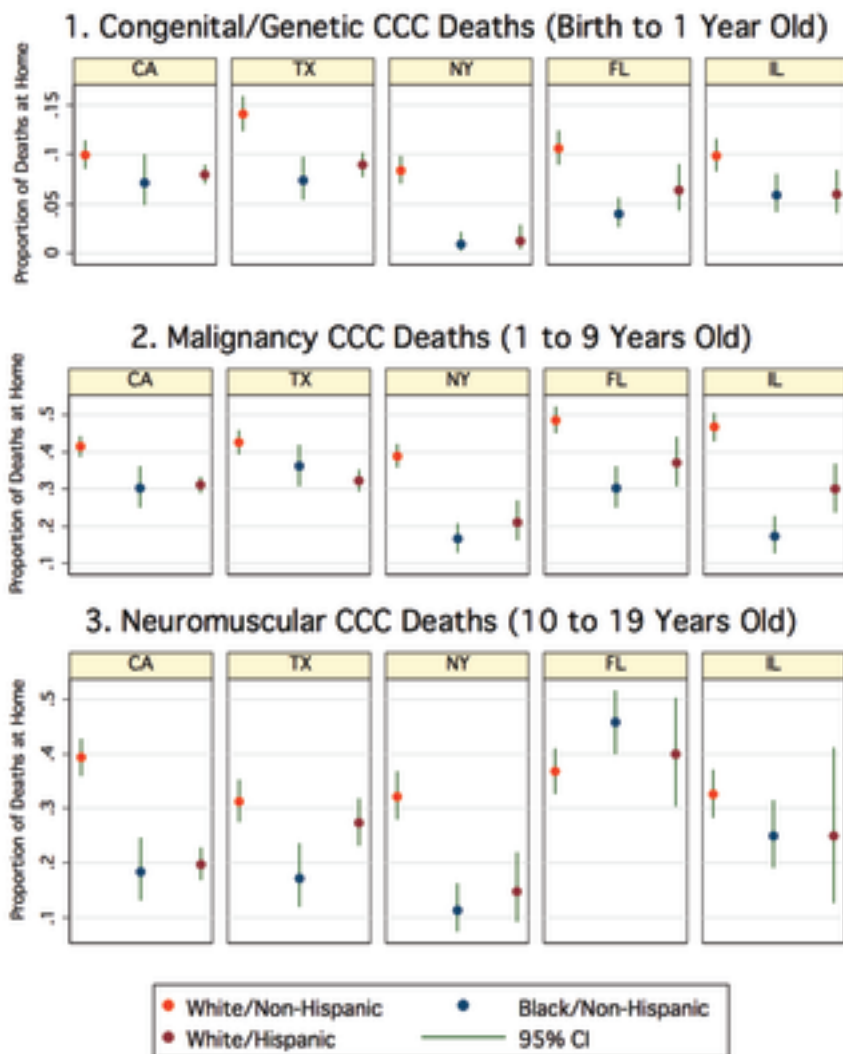 1. Congenital/Genetic CCC Deaths (Birth to 1 Year Old)
CA TX NY FL IL
Proportion of Deaths at Home
.15
.1
.05
0
2. Malignancy CCC Deaths (1 to 9 Years Old)
CA TX NY FL IL
Proportion of Deaths at Home
.5
.4
.3
.2
.1
3. Neuromuscular CCC Deaths (10 to 19 Years Old)
CA TX NY FL IL
Proportion of Deaths at Home
.5
.4
.3
.2
.1
White/Non-Hispanic Black/Non-Hispanic
White/Hispanic 95% CI